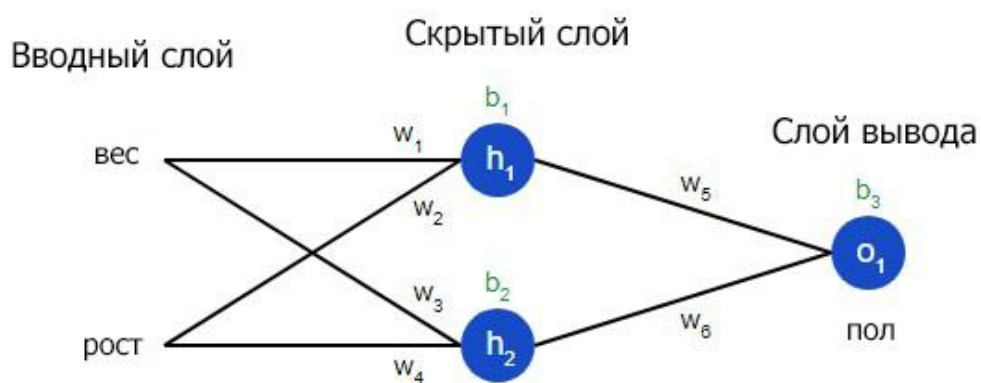 Скрытый слой
Вводный слой
b₁
Слой вывода
w₁
вес
h₁
w₅
b₃
w₂
o₁
b₂
w₃
w₆
пол
рост
h₂
w₄